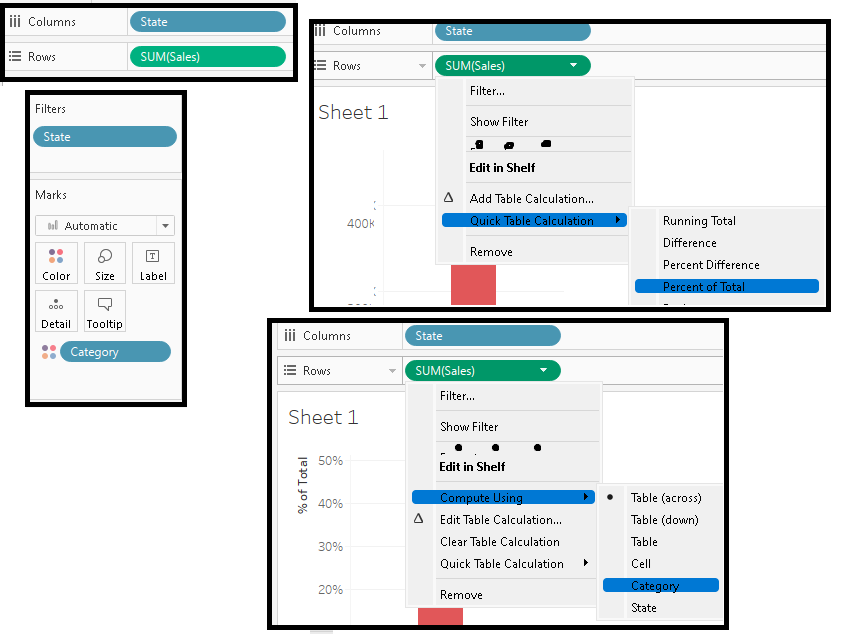 Columns State
Rows SUM(Sales)
Filters
State
Marks
Automatic
Color Size Label
Detail Tooltip
Category
Columns State
Rows SUM(Sales)
Sheet 1
400K
Filter...
Show Filter
Edit in Shelf
Add Table Calculation...
Quick Table Calculation
Remove
Running Total
Difference
Percent Difference
Percent of Total
Columns State
Rows SUM(Sales)
Sheet 1
% of Total
50%
40%
30%
20%
Filter...
Show Filter
Edit in Shelf
Compute Using
Edit Table Calculation...
Clear Table Calculation
Quick Table Calculation
Remove
Table (across)
Table (down)
Table
Cell
Category
State